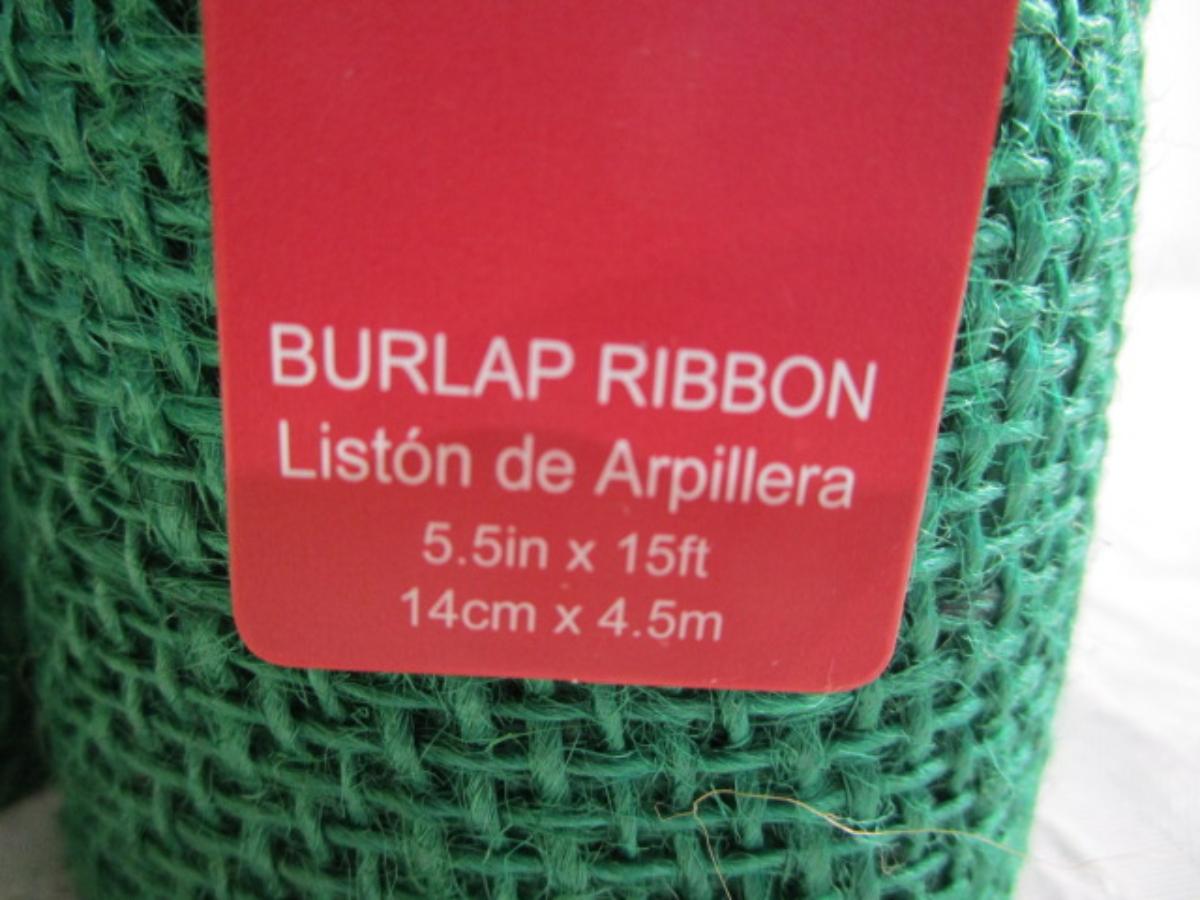 BURLAP RIBBON
Listón de Arpillera
5.5in x 15ft
14cm x 4.5m